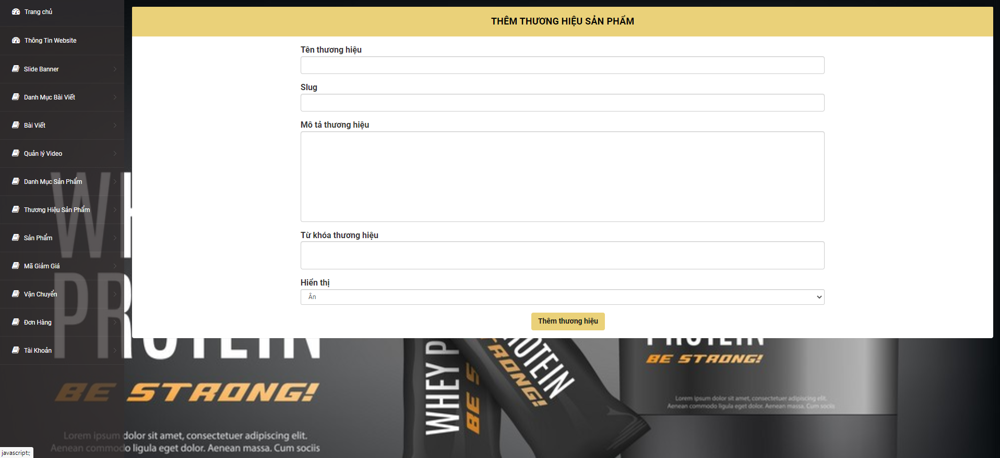 Trang chủ
Thông Tin Website
Slide Banner
Danh Mục Bài Viết
Bài Viết
Quản lý Video
Danh Mục Sản Phẩm
Thương Hiệu Sản Phẩm
Sản Phẩm
Mã Giảm Giá
Vận Chuyển
Đơn Hàng
Tài Khoản
THÊM THƯƠNG HIỆU SẢN PHẨM
Tên thương hiệu
Slug
Mô tả thương hiệu
Từ khóa thương hiệu
Hiển thị
Ẩn
Thêm thương hiệu
WH
PROTEIN
BE STRONG!
Lorem ipsum dolor sit amet, consectetuer adipiscing elit.
Aenean commodo ligula eget dolor. Aenean massa. Cum sociis
WHEY P
BE S
ROTEIN
STRONG!
PROTEIN
BE STRONG!
Lorem ipsum dolor sit amet, consectetuer adipiscing elit.
Aenean commodo ligula eget dolor. Aenean massa. Cum sociis
javascript:;